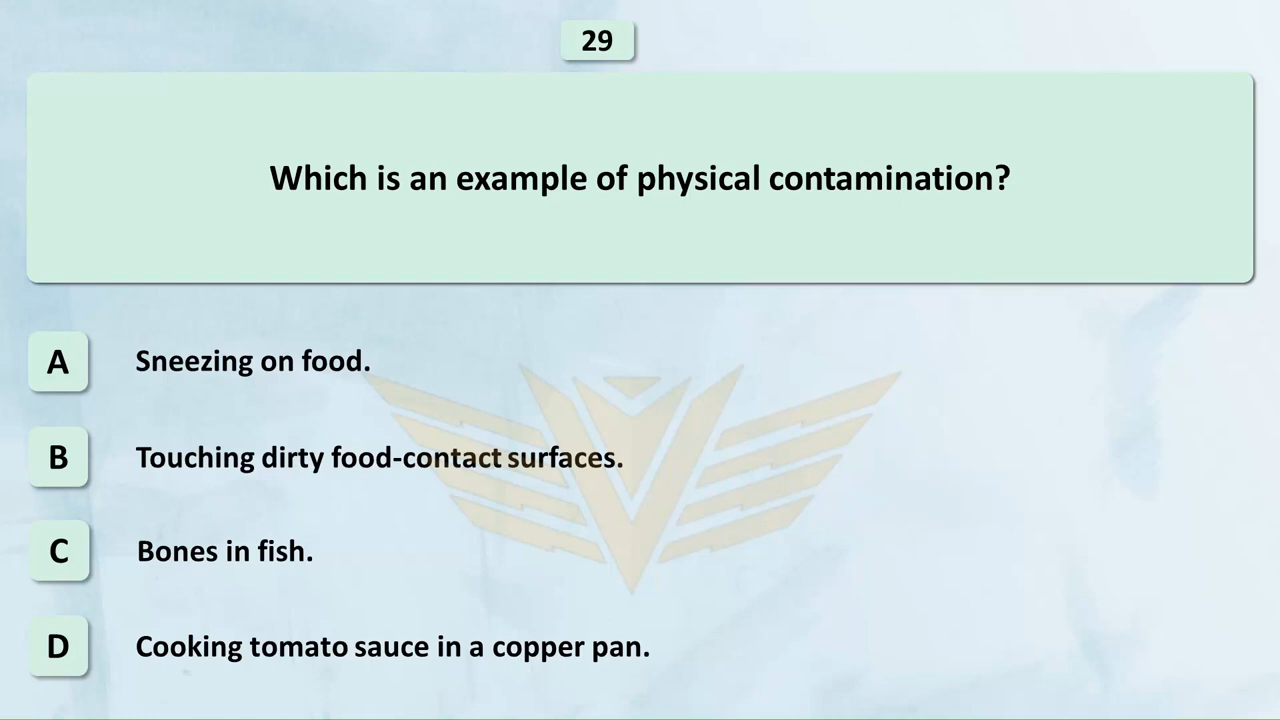 29
Which is an example of physical contamination?
A Sneezing on food.
B Touching dirty food-contact surfaces.
C Bones in fish.
D Cooking tomato sauce in a copper pan.